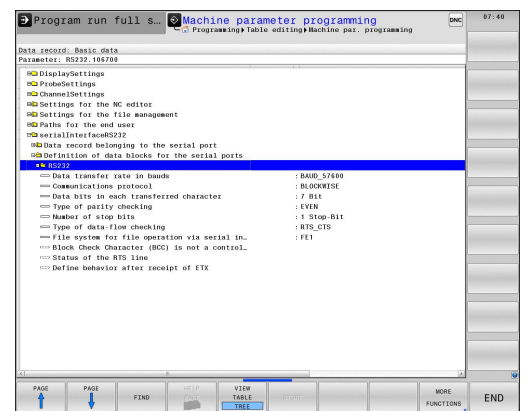 Program run full s…
Machine parameter programming
Programming▸Table editing▸Machine par. programming
DNC
07:40
Data record: Basic data
Parameter: RS232.106700
DisplaySettings
ProbeSettings
ChannelSettings
Settings for the NC editor
Settings for the file management
Paths for the end user
serialInterfaceRS232
Data record belonging to the serial port
Definition of data blocks for the serial ports
RS232
Data transfer rate in bauds : BAUD_57600
Communications protocol : BLOCKWISE
Data bits in each transferred character : 7 Bit
Type of parity checking : EVEN
Number of stop bits : 1 Stop-Bit
Type of data-flow checking : RTS_CTS
File system for file operation via serial in… : FE1
Block Check Character (BCC) is not a control…
Status of the RTS line
Define behavior after receipt of ETX
PAGE
PAGE
FIND
HELP
VIEW
TABLE
TREE
MORE
FUNCTIONS
END